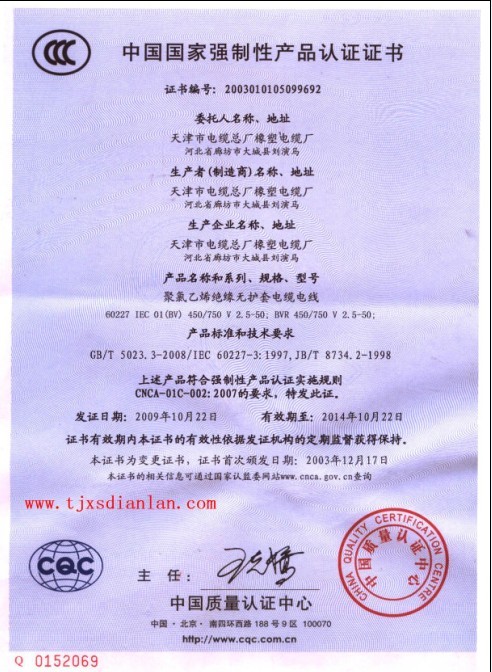 中国国家强制性产品认证证书
证书编号：2003010105099692
委托人名称、地址
天津市电缆总厂橡塑电缆厂
河北省廊坊市大城县刘演马
生产者(制造商)名称、地址
天津市电缆总厂橡塑电缆厂
河北省廊坊市大城县刘演马
生产企业名称、地址
天津市电缆总厂橡塑电缆厂
河北省廊坊市大城县刘演马
产品名称和系列、规格、型号
聚氯乙烯绝缘无护套电缆电线
60227 IEC 01(BV) 450/750 V 2.5-50; BVR 450/750 V 2.5-50;
产品标准和技术要求
GB/T 5023.3-2008/IEC 60227-3:1997,JB/T 8734.2-1998
上述产品符合强制性产品认证实施规则
CNCA-01C-002:2007的要求，特发此证。
发证日期：2009年10月22日 有效期至：2014年10月22日
证书有效期内本证书的有效性依据发证机构的定期监督获得保持。
本证书为变更证书，证书首次颁发日期：2003年12月17日
本证书的相关信息可通过国家认监委网站www.cnca.gov.cn查询
www.tjxsdianlan.com
CHINA QUALITY CERTIFICATION CENTRE
中国质量认证中心
CQC
主任：
中国质量认证中心
中国·北京·南四环西路188号9区 100070
http://www.cqc.com.cn
Q 0152069